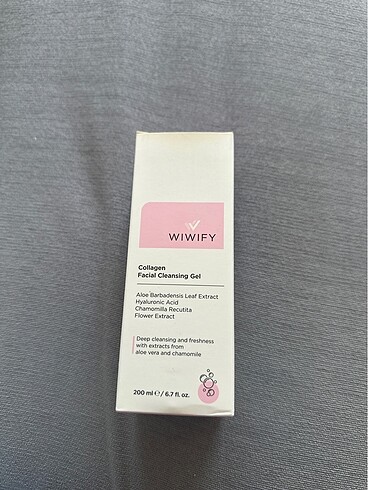 WIWIFY
Collagen
Facial Cleansing Gel
Aloe Barbadensis Leaf Extract
Hyaluronic Acid
Chamomilla Recutita
Flower Extract
Deep cleansing and freshness
with extracts from
aloe vera and chamomile
200 ml ℮ / 6.7 fl. oz.